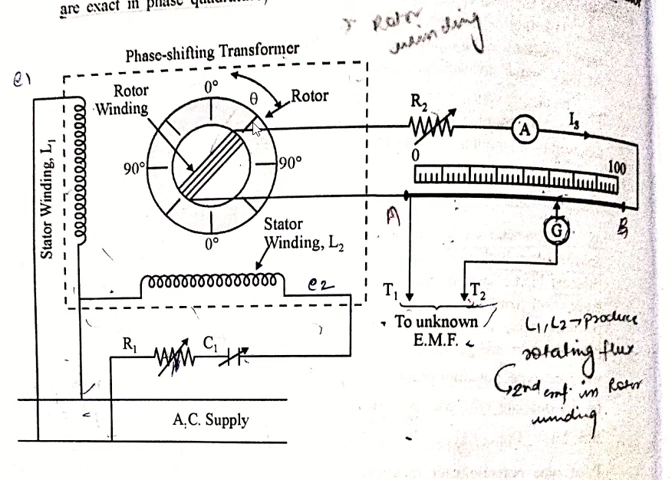 are exact in phase quadratu
Rotor
winding
Phase-shifting Transformer
e1
0°
θ
Rotor
Winding
Rotor
90°
90°
0°
Stator Winding, L₁
Stator
Winding, L₂
e2
R₁
C₁
A.C. Supply
R₂
A
I₃
0
100
A
B
G
T₁
T₂
To unknown
E.M.F.
L₁, L₂ → produce
rotating flux
2nd emf in Rotor
winding